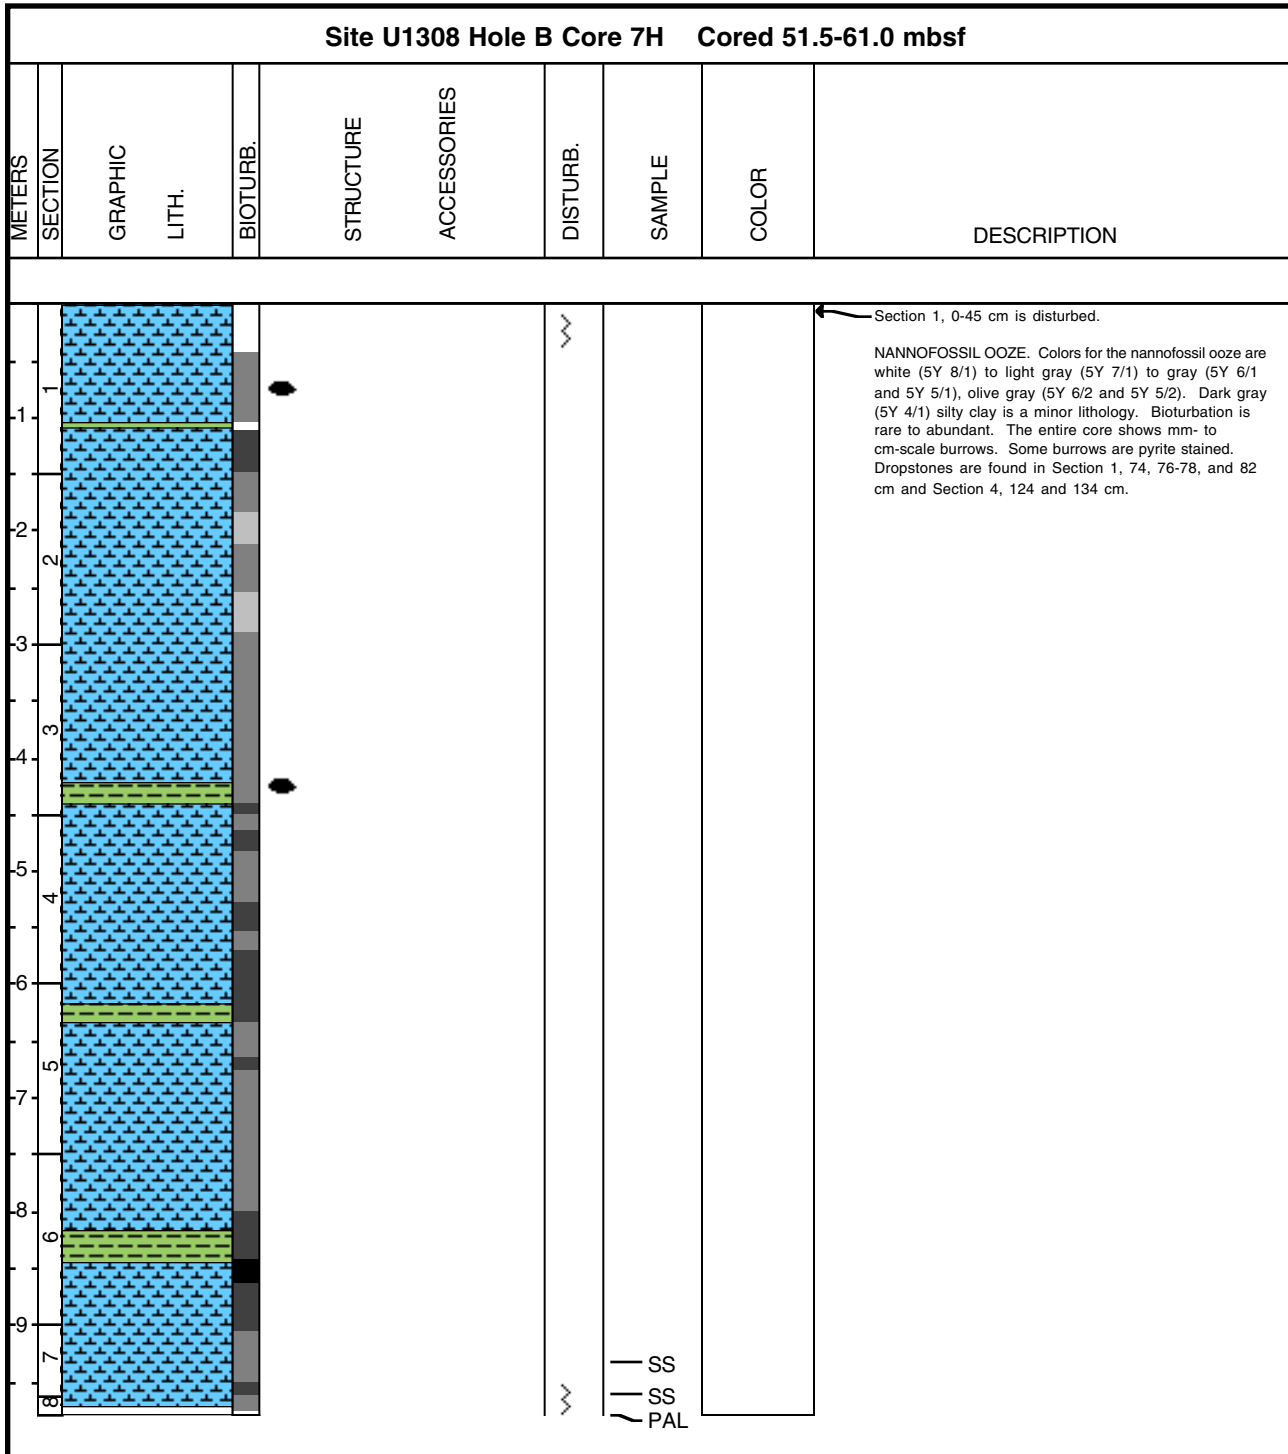 Site U1308 Hole B Core 7H Cored 51.5-61.0 mbsf
METERS
SECTION
GRAPHIC
LITH.
BIOTURB.
STRUCTURE
ACCESSORIES
DISTURB.
SAMPLE
COLOR
DESCRIPTION
Section 1, 0-45 cm is disturbed.
NANNOFOSSIL OOZE. Colors for the nannofossil ooze are
white (5Y 8/1) to light gray (5Y 7/1) to gray (5Y 6/1
and 5Y 5/1), olive gray (5Y 6/2 and 5Y 5/2). Dark gray
(5Y 4/1) silty clay is a minor lithology. Bioturbation is
rare to abundant. The entire core shows mm- to
cm-scale burrows. Some burrows are pyrite stained.
Dropstones are found in Section 1, 74, 76-78, and 82
cm and Section 4, 124 and 134 cm.
1
1
2
2
3
3
4
4
5
6
5
7
8
6
9
7
8
SS
SS
PAL